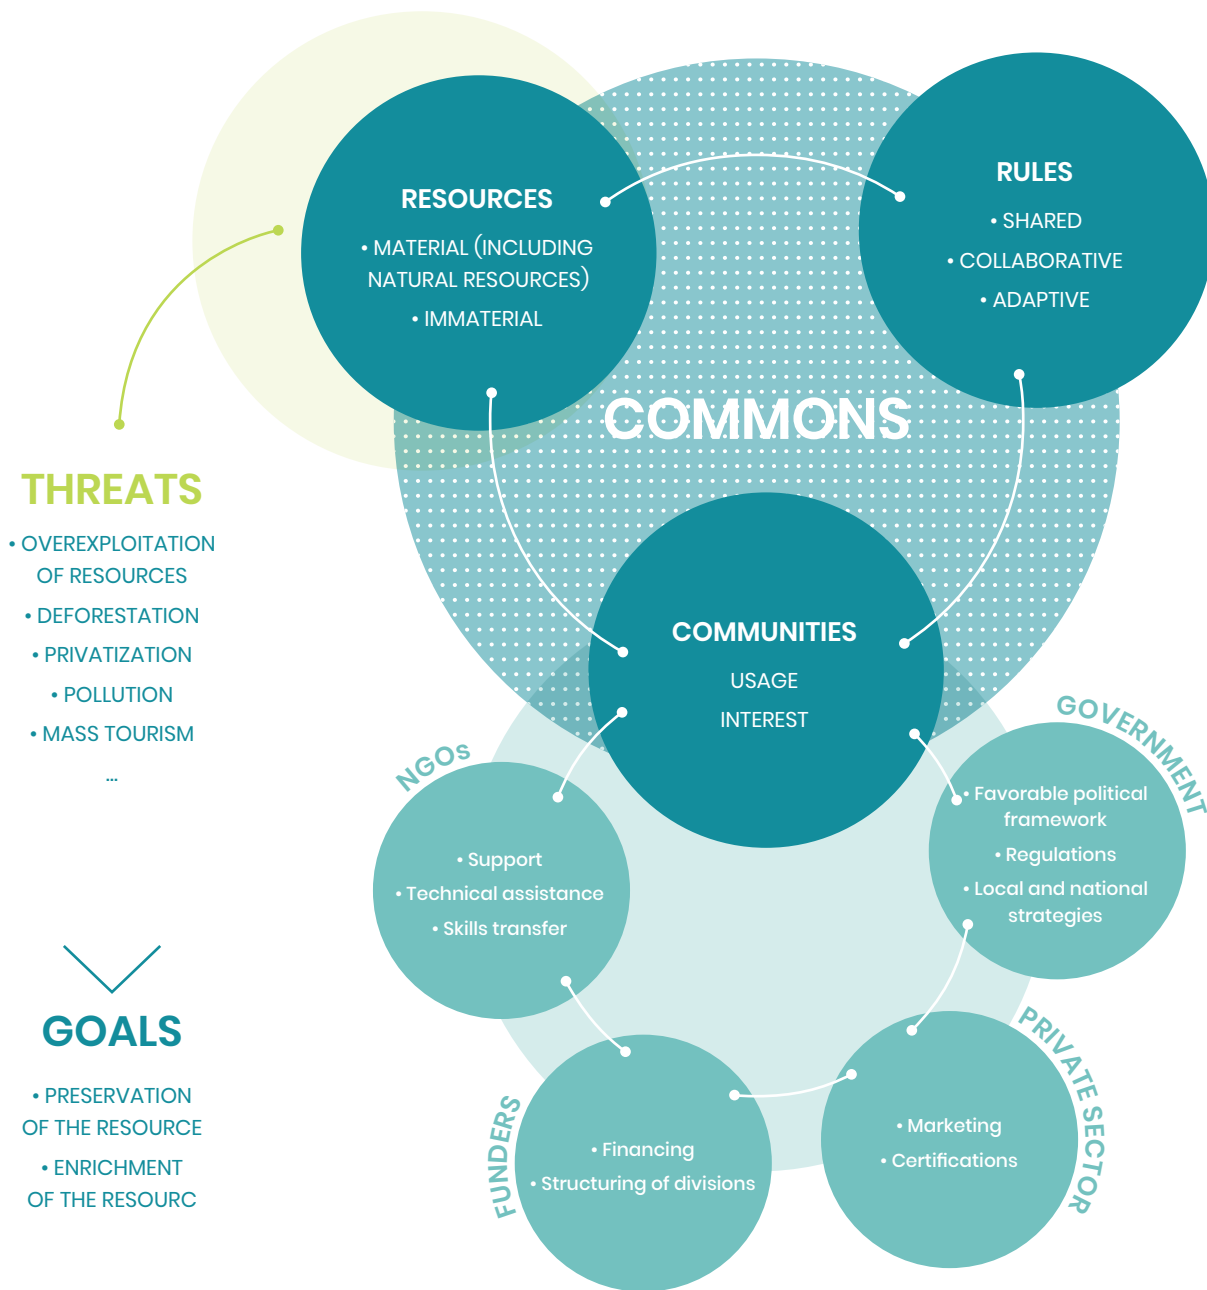 RESOURCES
• MATERIAL (INCLUDING
NATURAL RESOURCES)
• IMMATERIAL
RULES
• SHARED
• COLLABORATIVE
• ADAPTIVE
COMMONS
THREATS
• OVEREXPLOITATION
OF RESOURCES
• DEFORESTATION
• PRIVATIZATION
• POLLUTION
• MASS TOURISM
...
COMMUNITIES
USAGE
INTEREST
NGOs
• Support
• Technical assistance
• Skills transfer
GOVERNMENT
• Favorable political
framework
• Regulations
• Local and national
strategies
GOALS
• PRESERVATION
OF THE RESOURCE
• ENRICHMENT
OF THE RESOURC
FUNDERS
• Financing
• Structuring of divisions
PRIVATE SECTOR
• Marketing
• Certifications